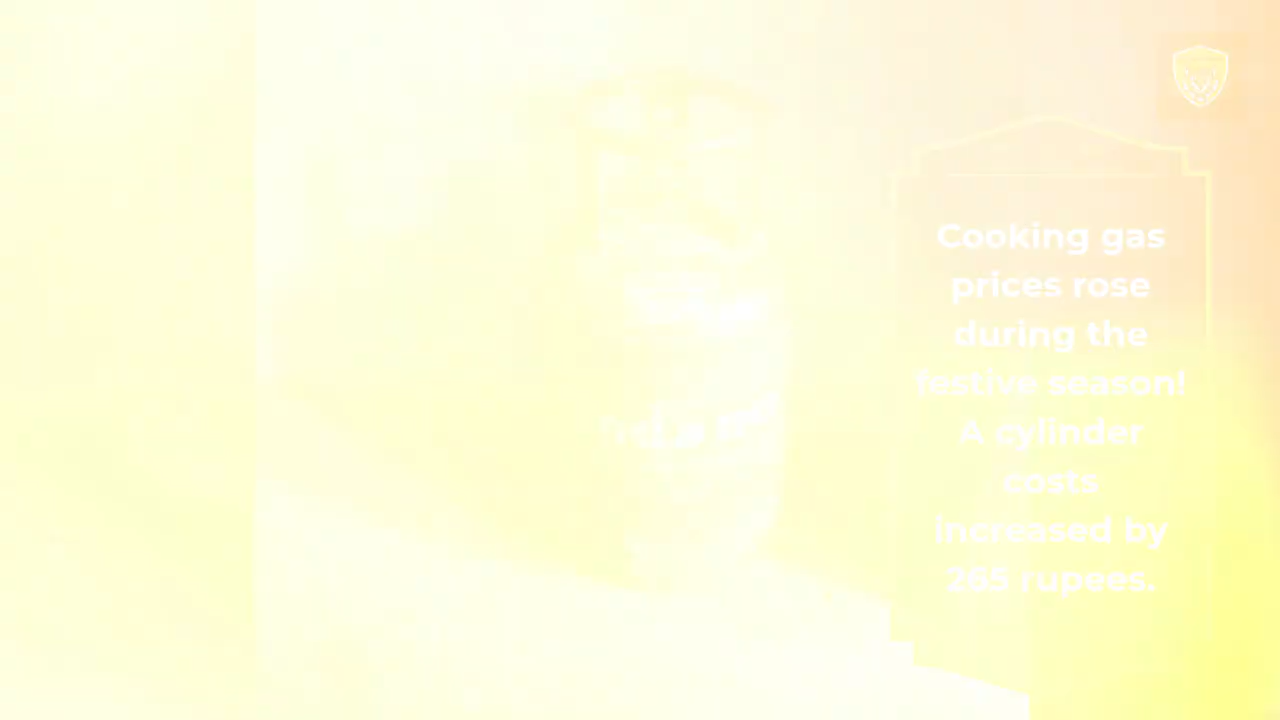 Cooking gas
prices rose
during the
festive season!
A cylinder
costs
increased by
265 rupees.